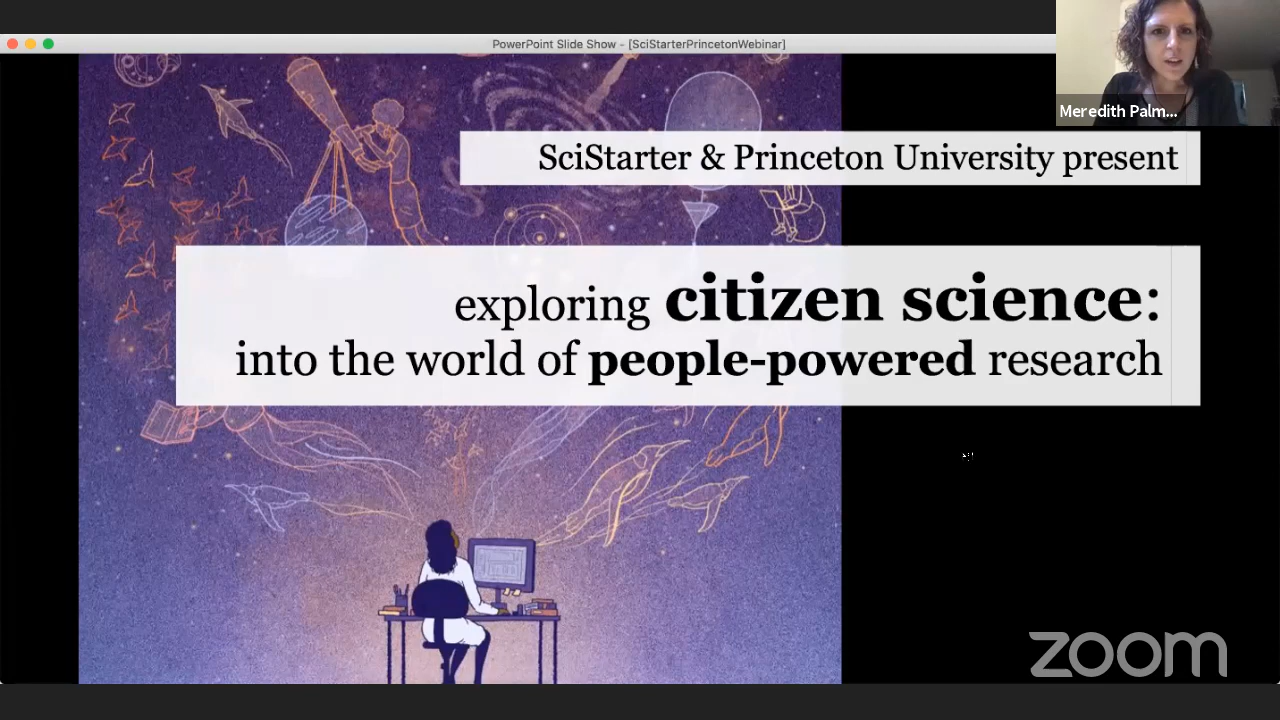 PowerPoint Slide Show - [SciStarterPrincetonWebinar]
Meredith Palm...
SciStarter & Princeton University present
exploring citizen science:
into the world of people-powered research
zoom